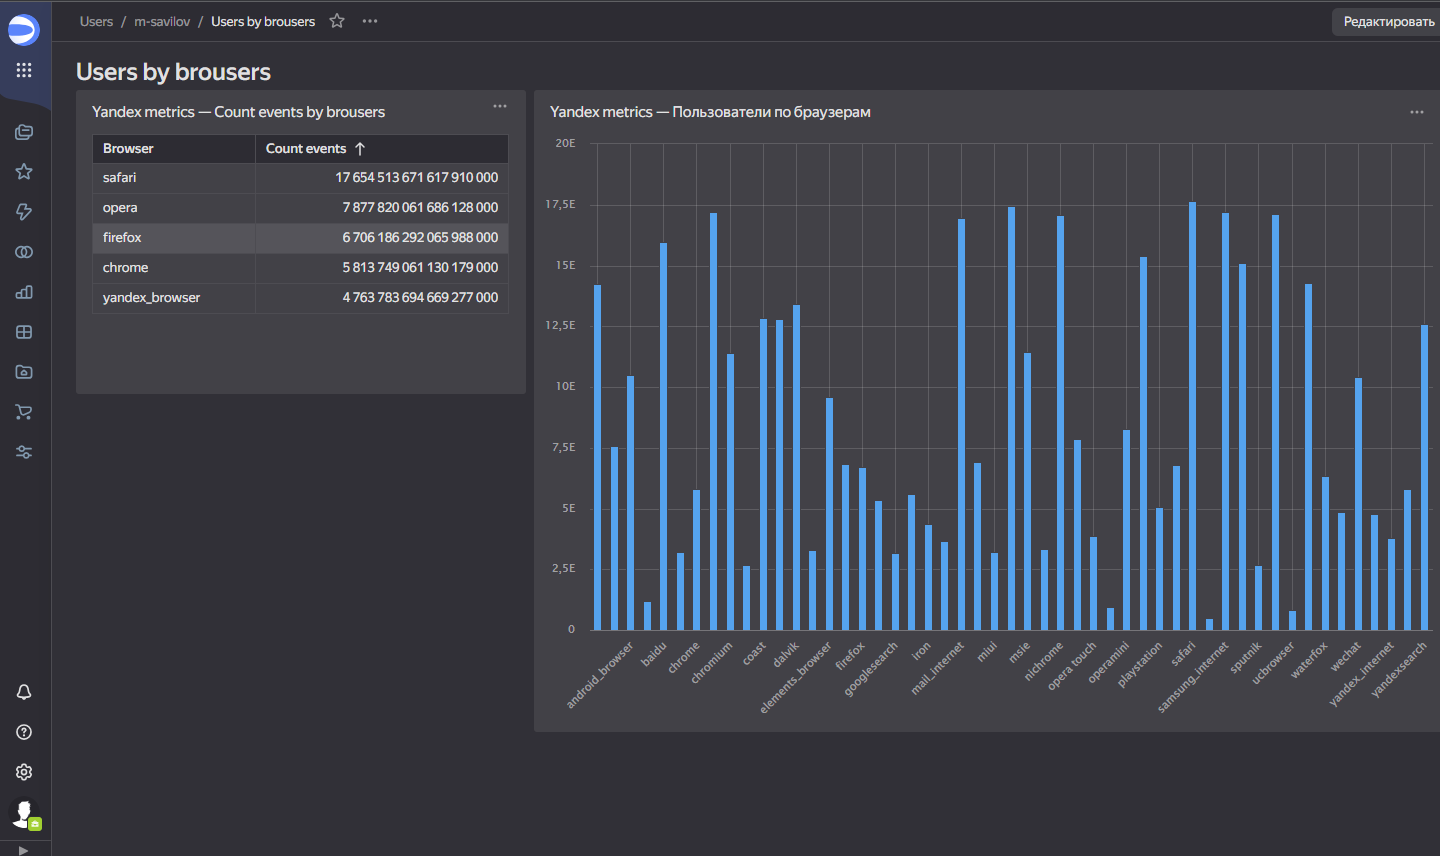 Users / m-savilov / Users by brousers
Редактировать
Users by brousers
Yandex metrics — Count events by brousers
Browser Count events
safari 17 654 513 671 617 910 000
opera 7 877 820 061 686 128 000
firefox 6 706 186 292 065 988 000
chrome 5 813 749 061 130 179 000
yandex_browser 4 763 783 694 669 277 000
Yandex metrics — Пользователи по браузерам
20E
17,5E
15E
12,5E
10E
7,5E
5E
2,5E
0
android_browser
baidu
chrome
chromium
coast
dalvik
elements_browser
firefox
googlesearch
iron
mail_internet
miui
msie
nichrome
opera touch
operamini
playstation
safari
samsung_internet
sputnik
ucbrowser
waterfox
wechat
yandex_internet
yandexsearch